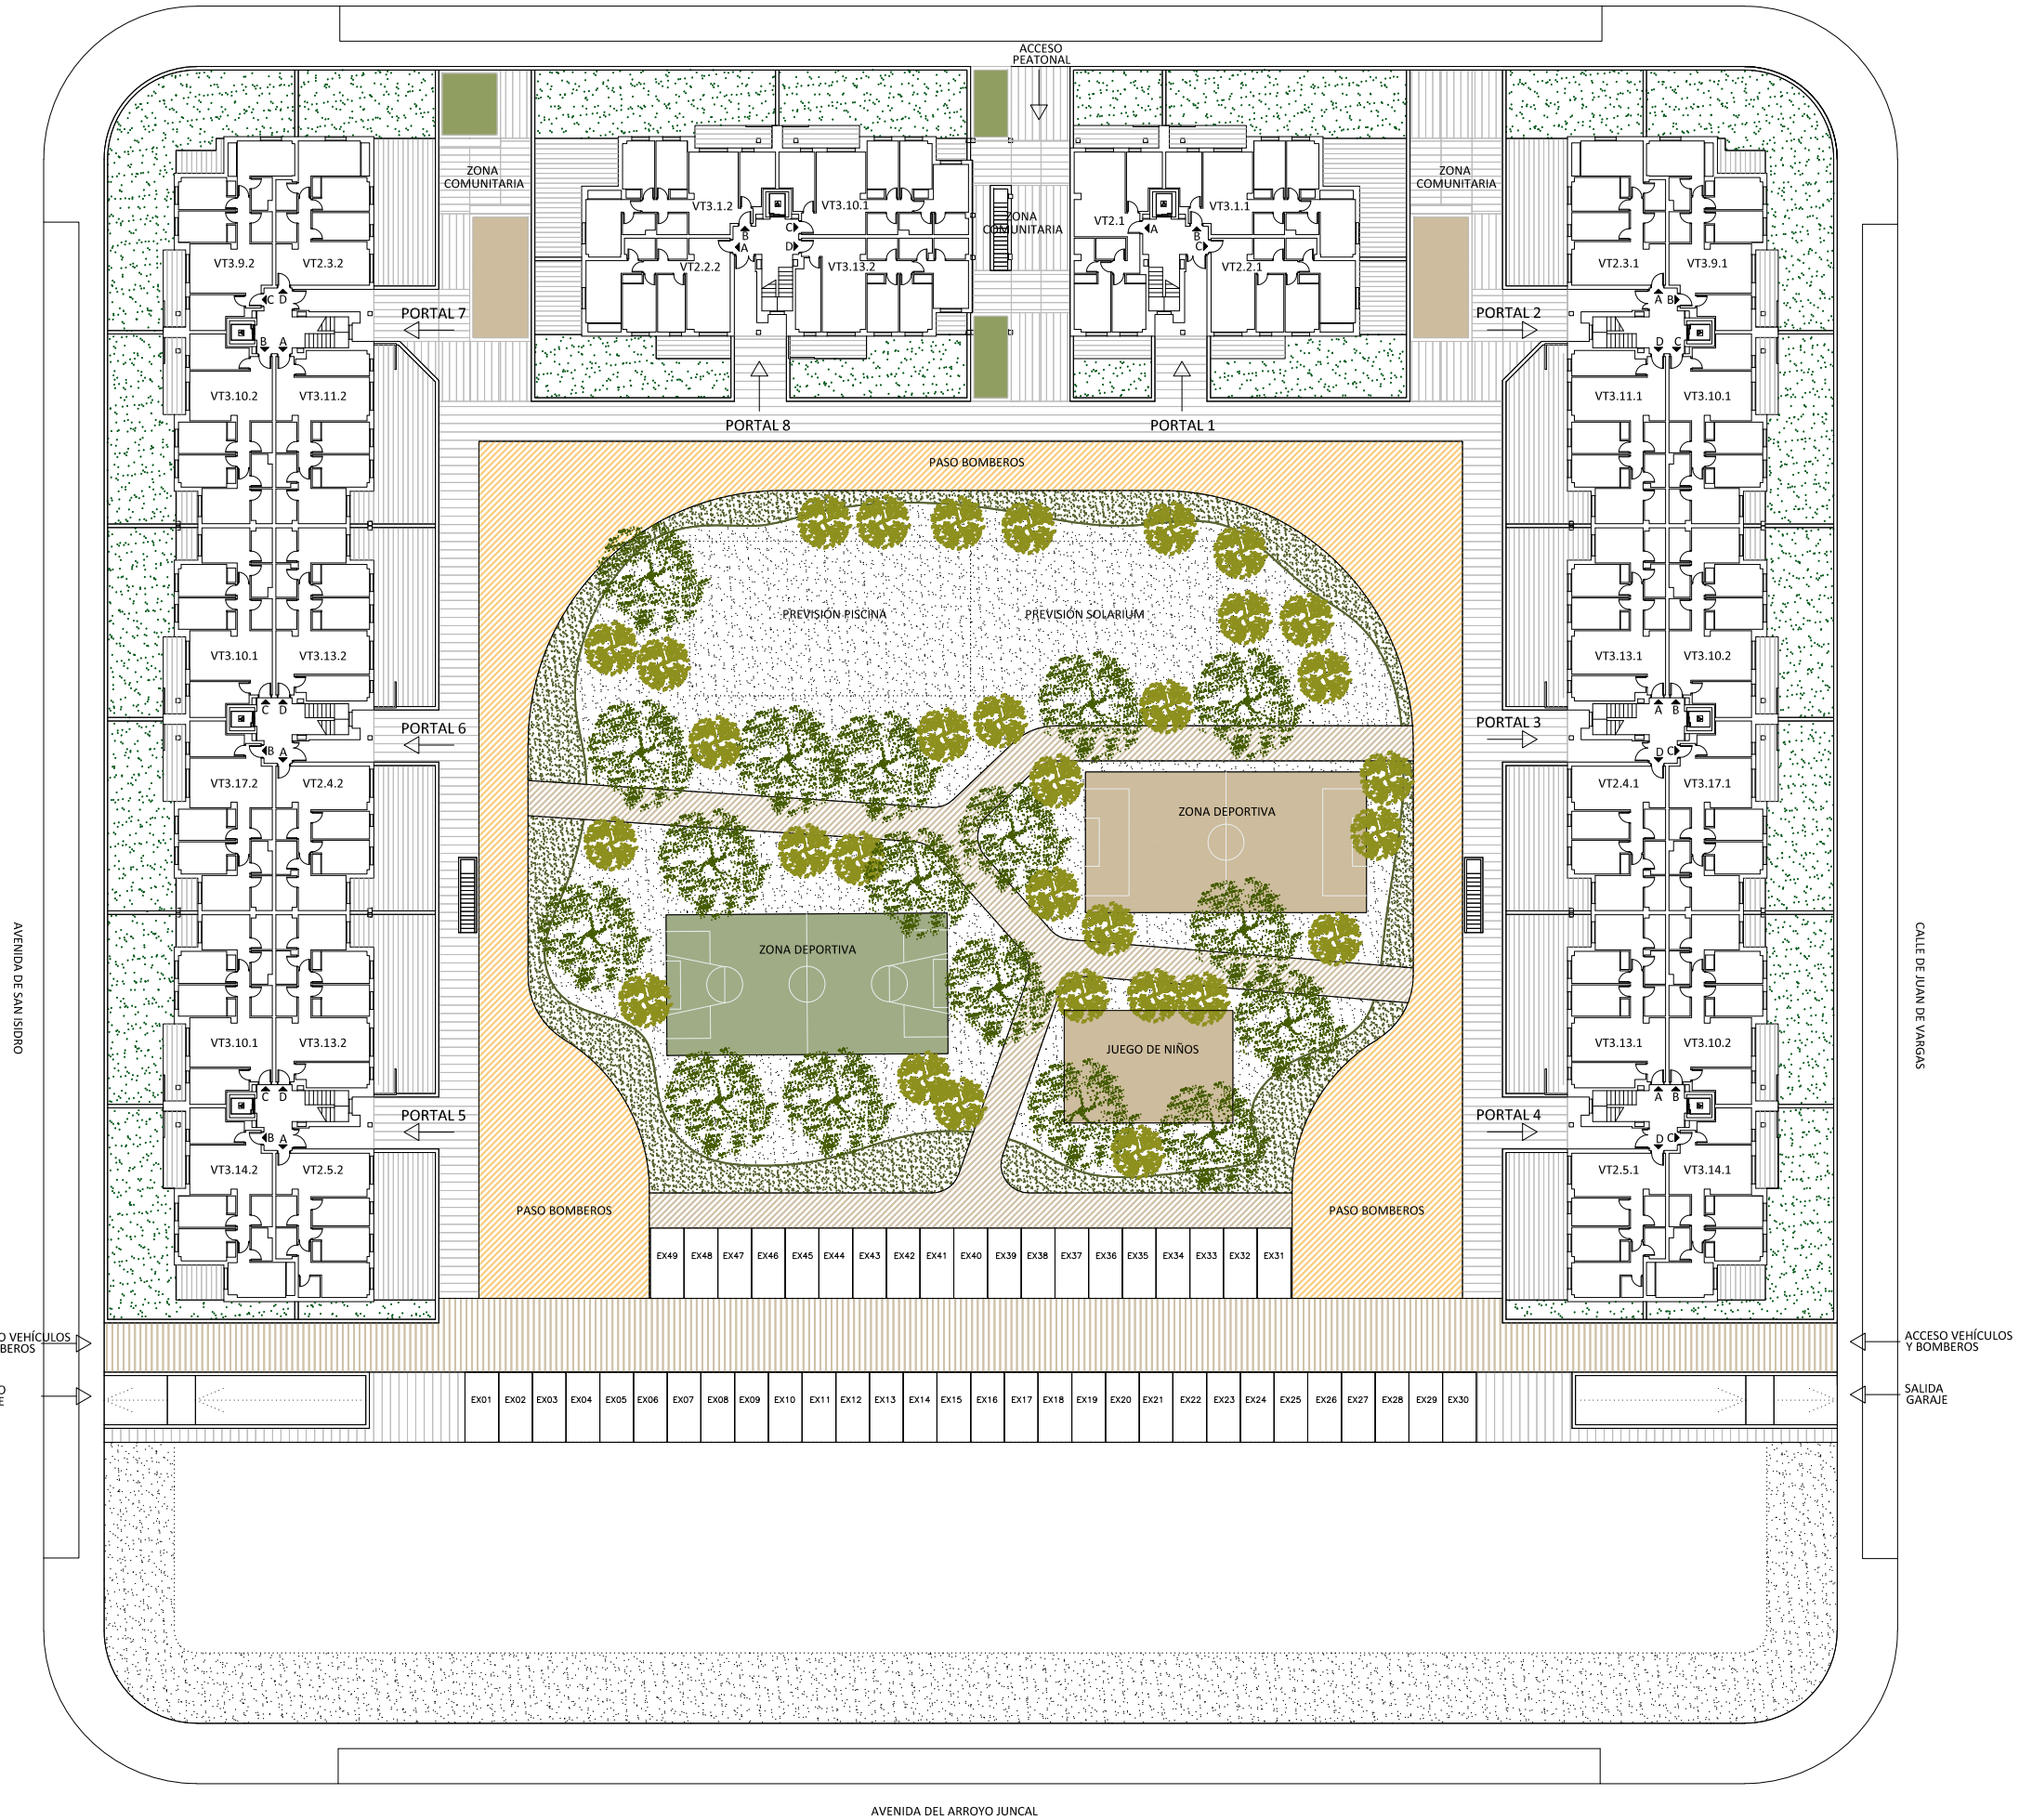 ACCESO
PEATONAL
ZONA
COMUNITARIA
ZONA
COMUNITARIA
ZONA
COMUNITARIA
VT3.9.2
VT2.3.2
C D
B A
PORTAL 7
VT3.10.2
VT3.11.2
VT3.1.2
VT3.10.1
B
A
C
D
VT2.2.2
VT3.13.2
PORTAL 8
VT2.1
VT3.1.1
A
B
C
VT2.2.1
PORTAL 1
VT2.3.1
VT3.9.1
A B
D C
PORTAL 2
VT3.11.1
VT3.10.1
PASO BOMBEROS
PREVISIÓN PISCINA
PREVISIÓN SOLARIUM
VT3.10.1
VT3.13.2
C D
B A
PORTAL 6
VT3.17.2
VT2.4.2
VT3.13.1
VT3.10.2
A B
D C
PORTAL 3
VT2.4.1
VT3.17.1
ZONA DEPORTIVA
ZONA DEPORTIVA
JUEGO DE NIÑOS
AVENIDA DE SAN ISIDRO
CALLE DE JUAN DE VARGAS
VT3.10.1
VT3.13.2
C D
B A
PORTAL 5
VT3.14.2
VT2.5.2
VT3.13.1
VT3.10.2
A B
D C
PORTAL 4
VT2.5.1
VT3.14.1
PASO BOMBEROS
PASO BOMBEROS
EX49 EX48 EX47 EX46 EX45 EX44 EX43 EX42 EX41 EX40 EX39 EX38 EX37 EX36 EX35 EX34 EX33 EX32 EX31
O VEHÍCULOS
BEROS
ACCESO VEHÍCULOS
Y BOMBEROS
O
E
SALIDA
GARAJE
EX01 EX02 EX03 EX04 EX05 EX06 EX07 EX08 EX09 EX10 EX11 EX12 EX13 EX14 EX15 EX16 EX17 EX18 EX19 EX20 EX21 EX22 EX23 EX24 EX25 EX26 EX27 EX28 EX29 EX30
AVENIDA DEL ARROYO JUNCAL